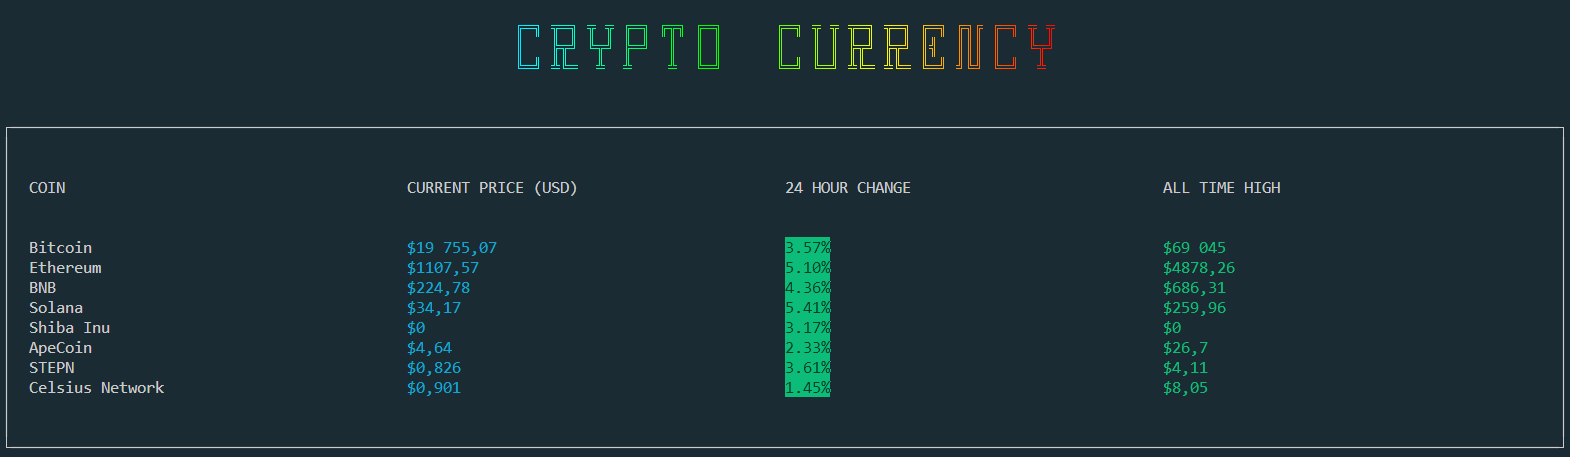 CRYPTO CURRENCY
COIN CURRENT PRICE (USD) 24 HOUR CHANGE ALL TIME HIGH
Bitcoin $19 755,07 3.57% $69 045
Ethereum $1107,57 5.10% $4878,26
BNB $224,78 4.36% $686,31
Solana $34,17 5.41% $259,96
Shiba Inu $0 3.17% $0
ApeCoin $4,64 2.33% $26,7
STEPN $0,826 3.61% $4,11
Celsius Network $0,901 1.45% $8,05